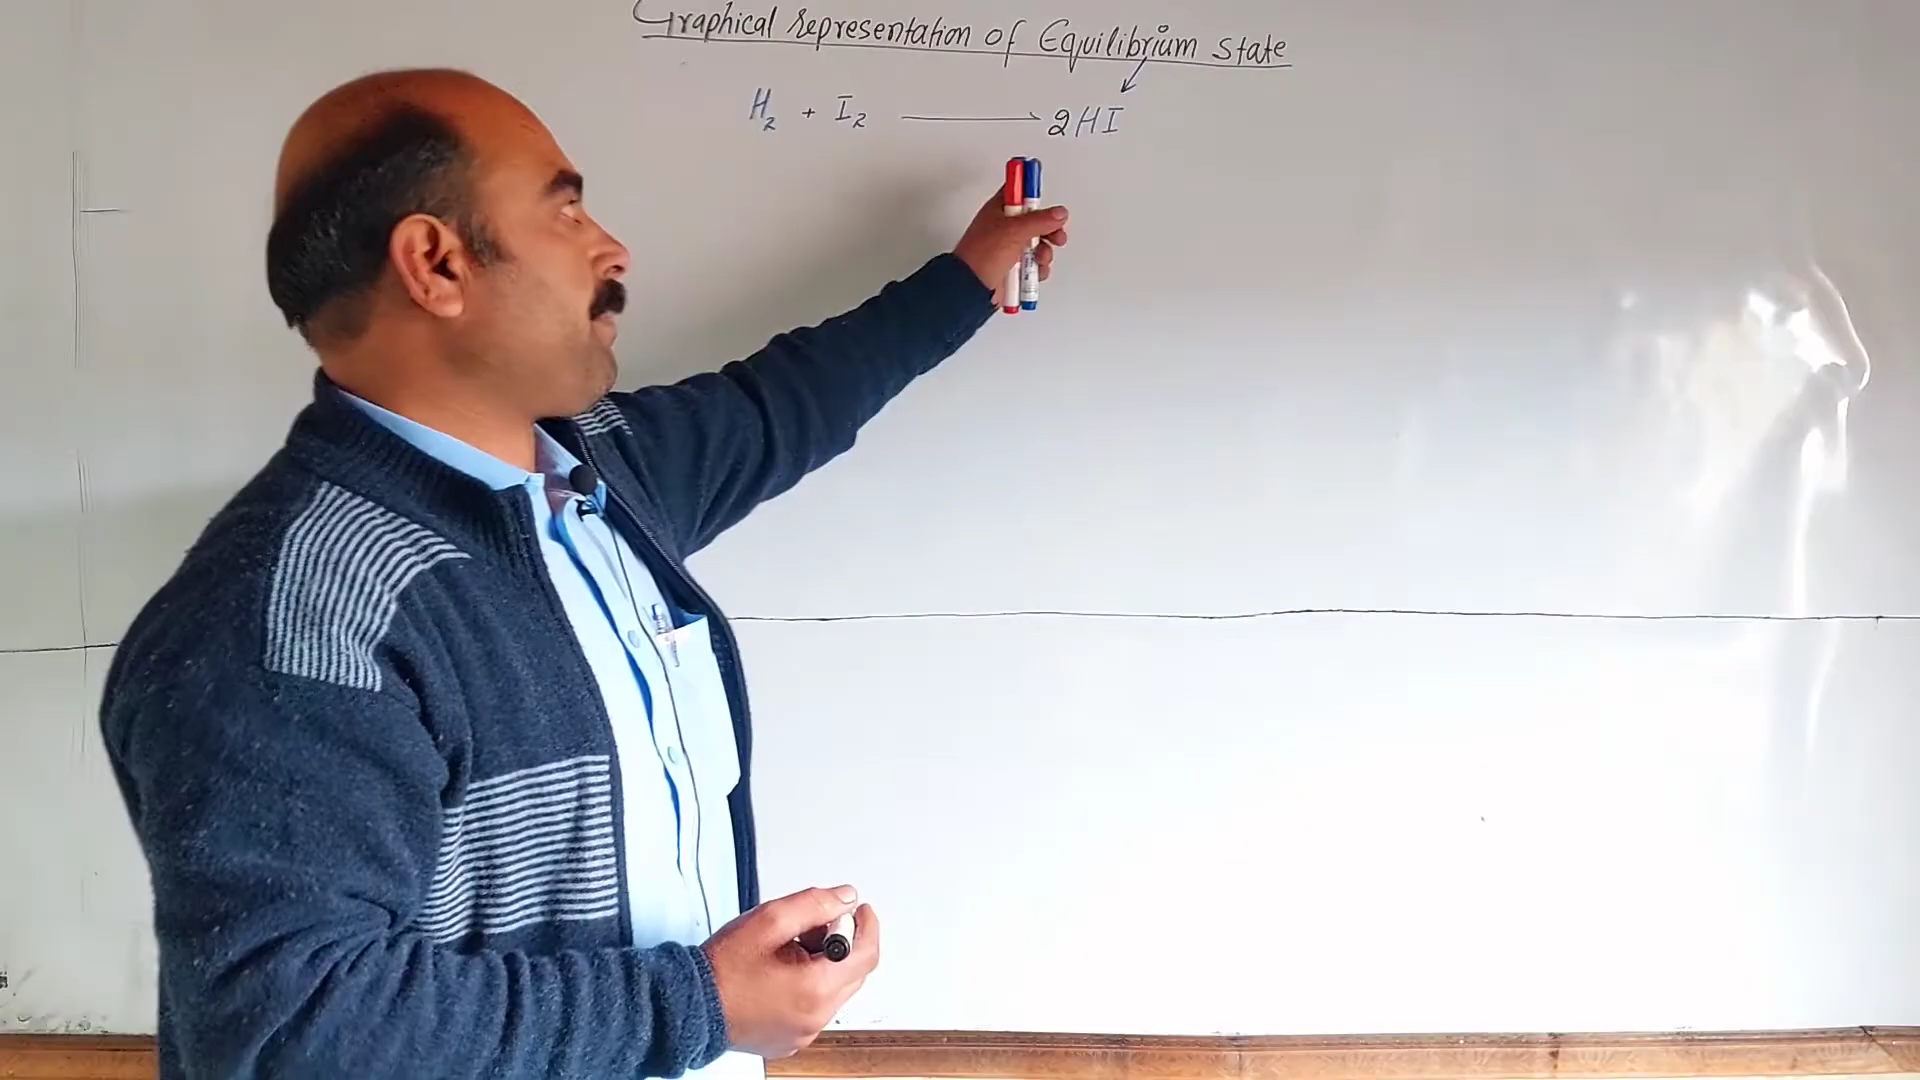 Graphical representation of Equilibrium state
H₂ + I₂ ⟶ 2HI